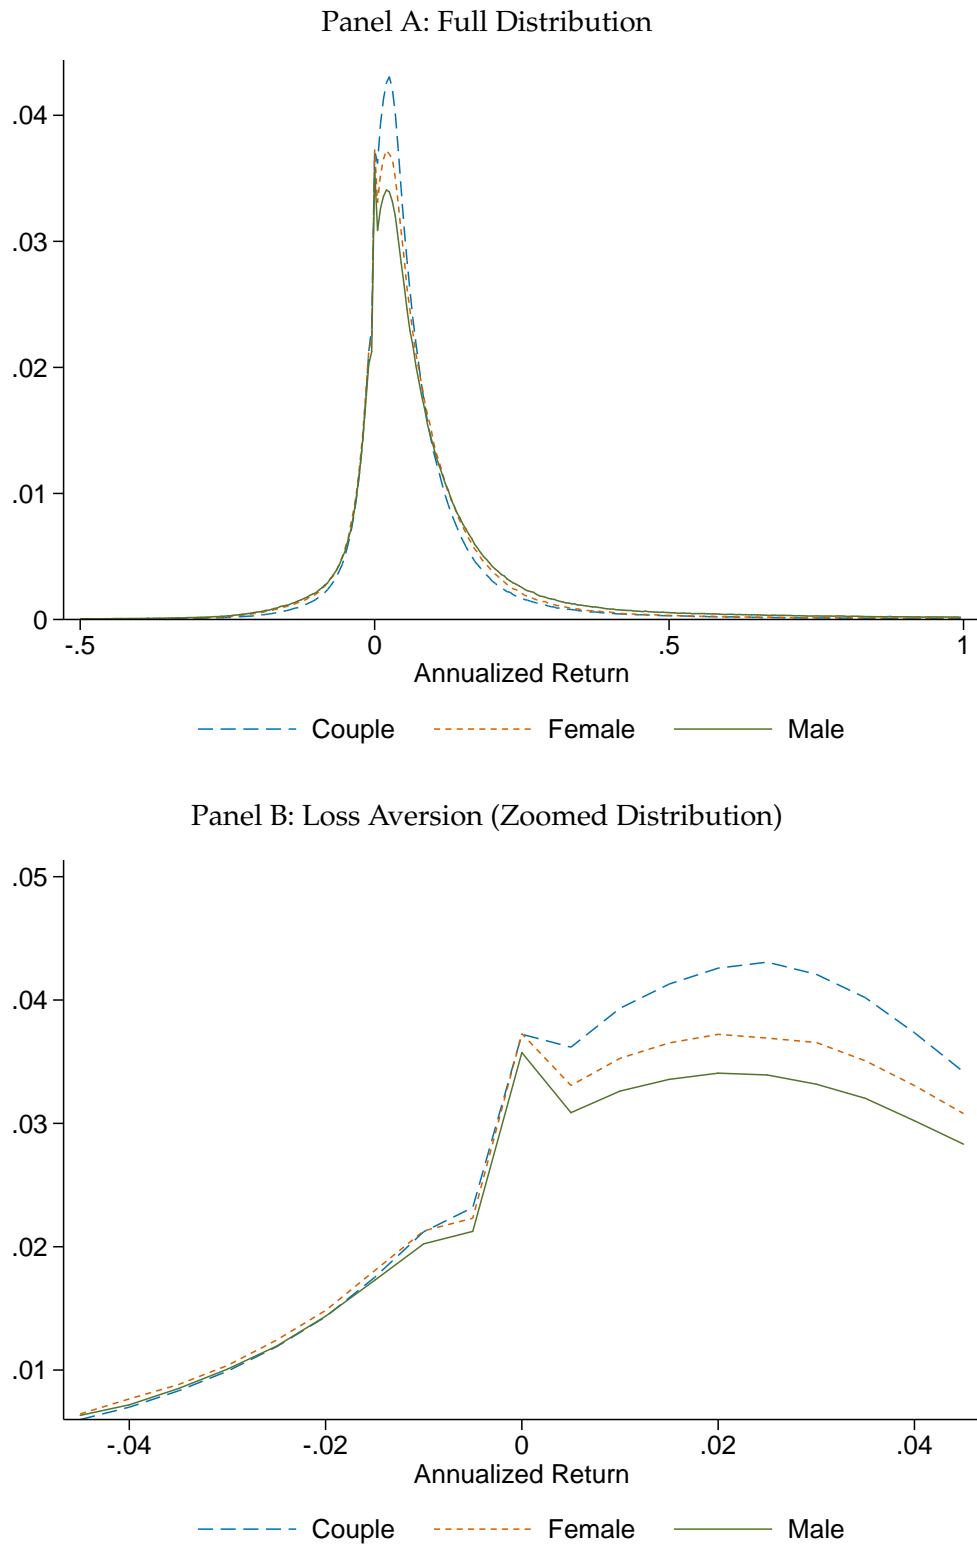 Panel A: Full Distribution
.04
.03
.02
.01
0
-.5 0 .5 1
Annualized Return
Couple Female Male
Panel B: Loss Aversion (Zoomed Distribution)
.05
.04
.03
.02
.01
-.04 -.02 0 .02 .04
Annualized Return
Couple Female Male